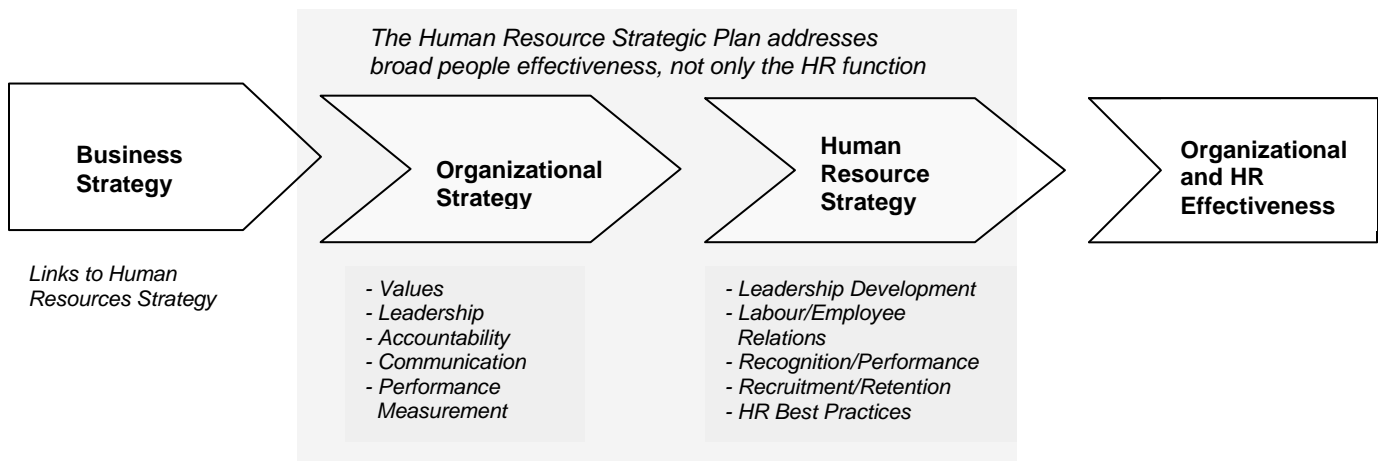 The Human Resource Strategic Plan addresses
broad people effectiveness, not only the HR function
Business
Strategy
Organizational
Strategy
Human
Resource
Strategy
Organizational
and HR
Effectiveness
Links to Human
Resources Strategy
- Values
- Leadership
- Accountability
- Communication
- Performance
Measurement
- Leadership Development
- Labour/Employee
Relations
- Recognition/Performance
- Recruitment/Retention
- HR Best Practices